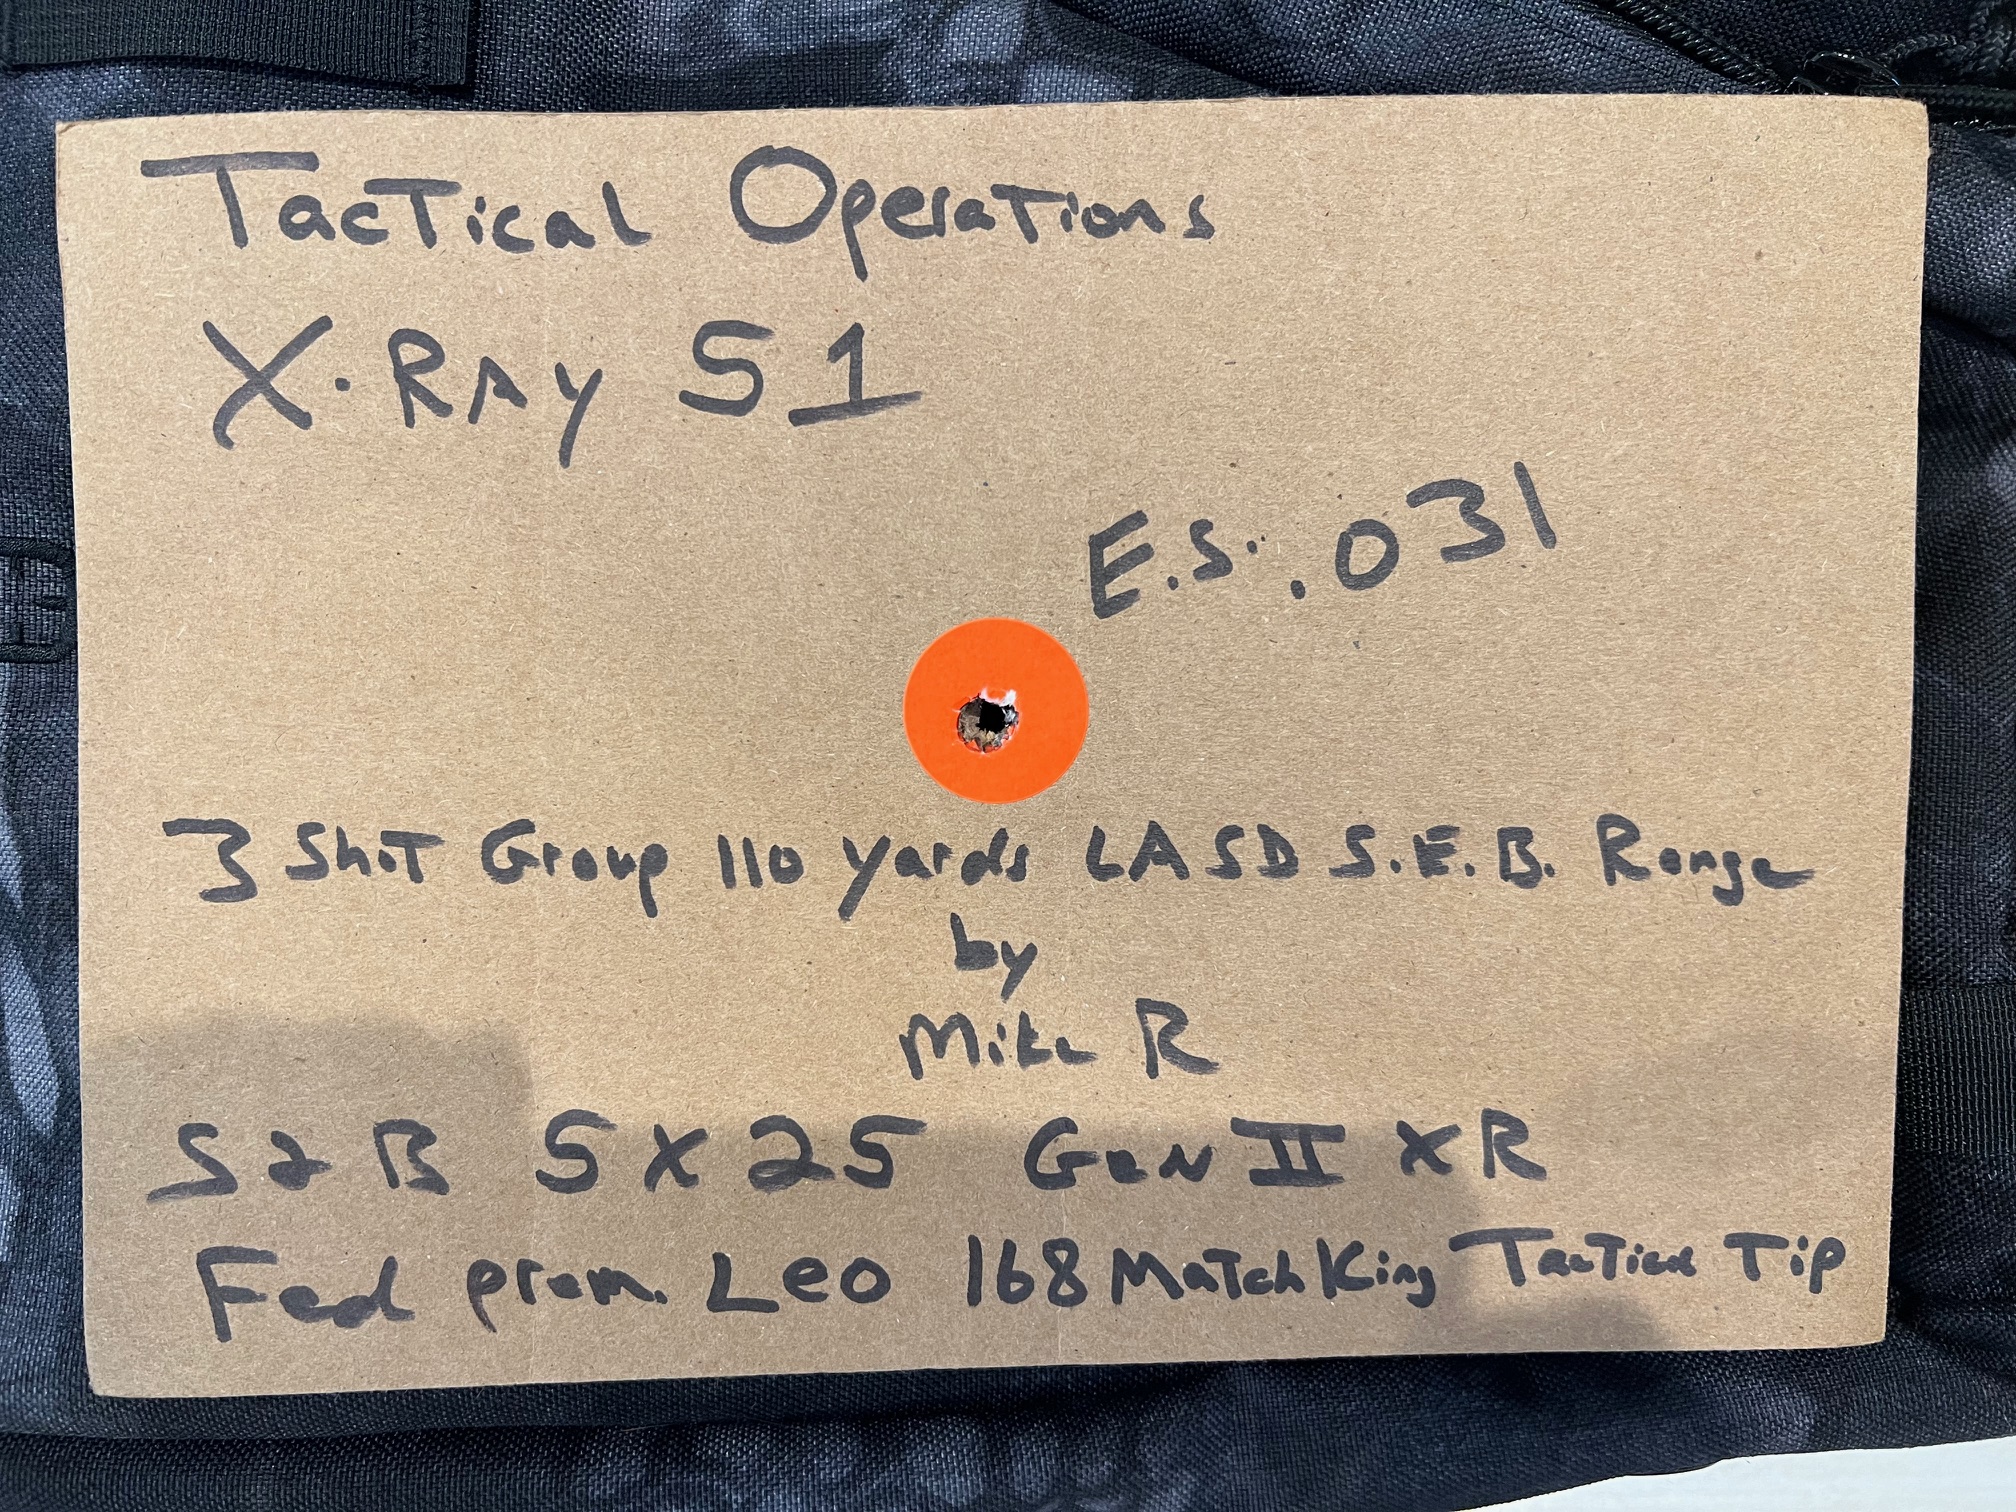 Tactical Operations
X-RAY 51
E.S. .031
3 Shot Group 110 Yards LASD S.E.B. Range
by
Mike R
S&B 5x25 Gen II XR
Fed prem. Leo 168 MatchKing Tactical Tip